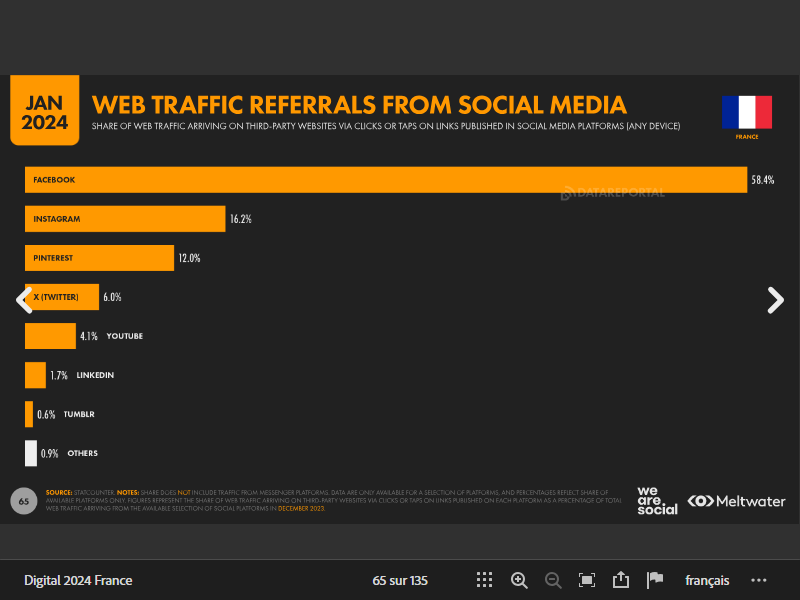 JAN
2024
WEB TRAFFIC REFERRALS FROM SOCIAL MEDIA
SHARE OF WEB TRAFFIC ARRIVING ON THIRD-PARTY WEBSITES VIA CLICKS OR TAPS ON LINKS PUBLISHED IN SOCIAL MEDIA PLATFORMS (ANY DEVICE)
FRANCE
FACEBOOK 58.4%
DATAREPORTAL
INSTAGRAM 16.2%
PINTEREST 12.0%
X (TWITTER) 6.0%
4.1% YOUTUBE
1.7% LINKEDIN
0.6% TUMBLR
0.9% OTHERS
65
SOURCE: STATCOUNTER. NOTES: SHARE DOES NOT INCLUDE TRAFFIC FROM MESSENGER PLATFORMS. DATA ARE ONLY AVAILABLE FOR A SELECTION OF PLATFORMS, AND PERCENTAGES REFLECT SHARE OF
AVAILABLE PLATFORMS ONLY. FIGURES REPRESENT THE SHARE OF WEB TRAFFIC ARRIVING ON THIRD-PARTY WEBSITES VIA CLICKS OR TAPS ON LINKS PUBLISHED ON EACH PLATFORM AS A PERCENTAGE OF TOTAL
WEB TRAFFIC ARRIVING FROM THE AVAILABLE SELECTION OF SOCIAL PLATFORMS IN DECEMBER 2023.
we
are.
social
Meltwater
Digital 2024 France
65 sur 135
français